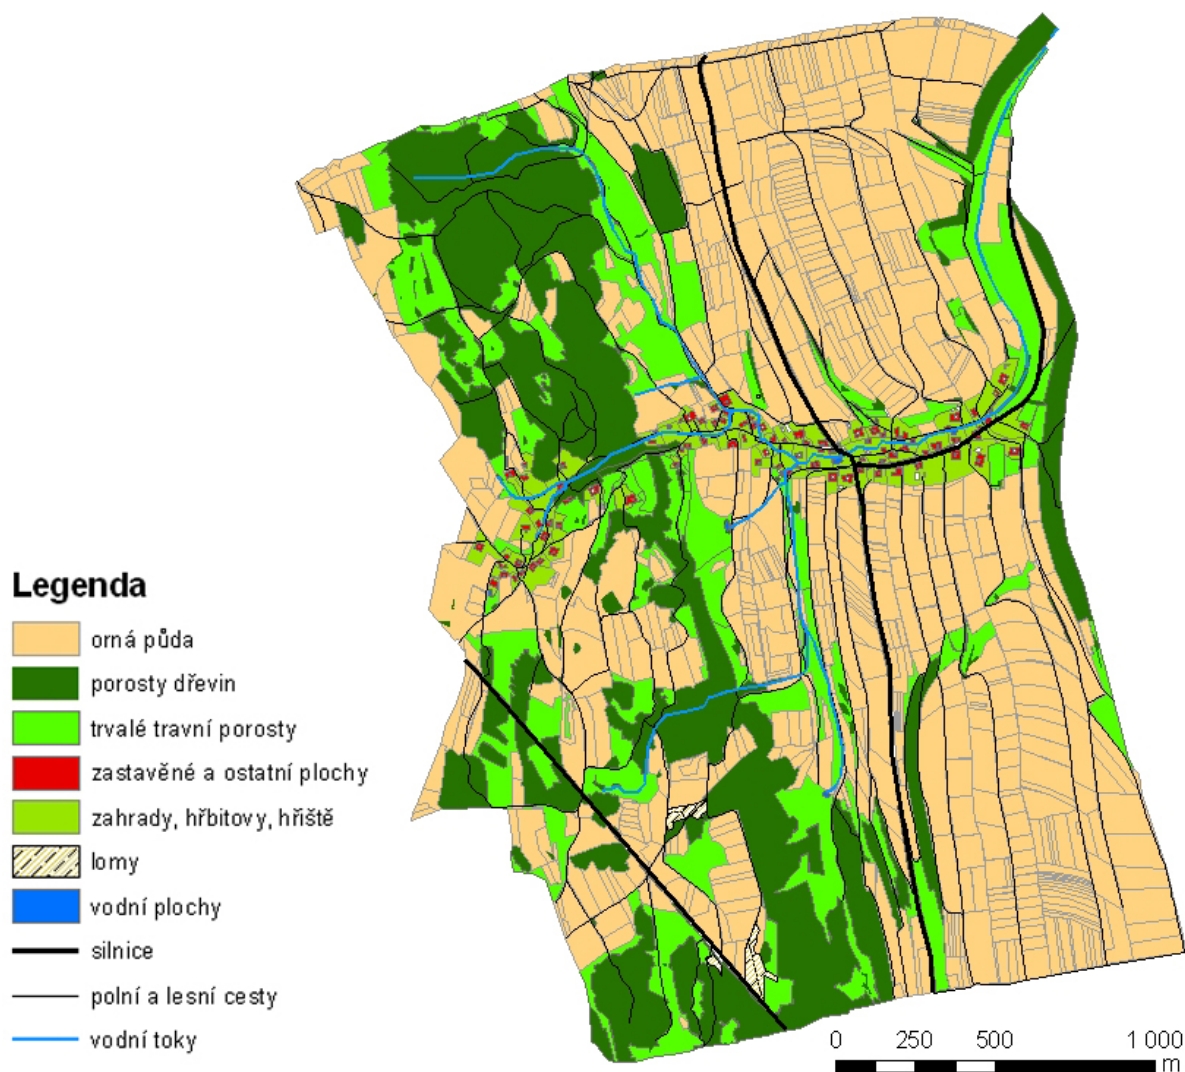 Legenda
orná půda
porosty dřevin
trvalé travní porosty
zastavěné a ostatní plochy
zahrady, hřbitovy, hřiště
lomy
vodní plochy
silnice
polní a lesní cesty
vodní toky
0 250 500 1 000
m